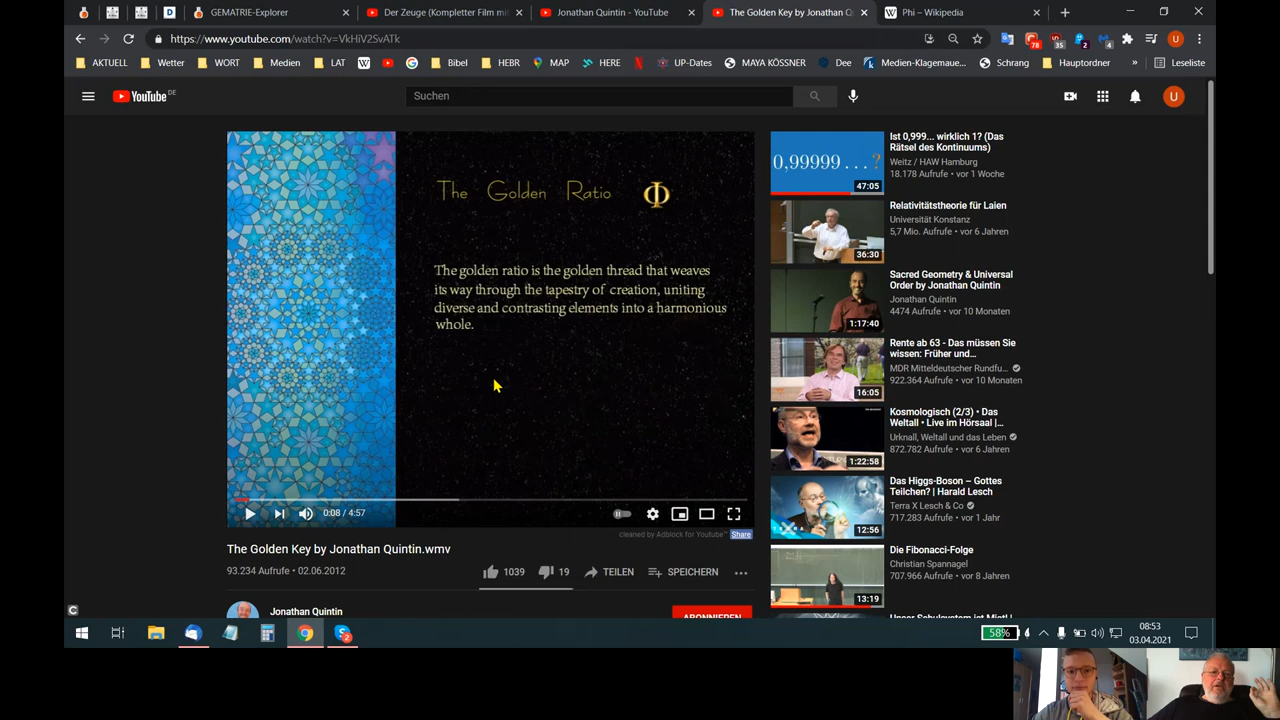 GEMATRIE-Explorer
Der Zeuge (Kompletter Film mi
Jonathan Quintin - YouTube
The Golden Key by Jonathan Q
Phi – Wikipedia
https://www.youtube.com/watch?v=VkHiV2SvATk
78
35
2
4
U
AKTUELL
Wetter
WORT
Medien
LAT
Bibel
HEBR
MAP
HERE
UP-Dates
MAYA KÖSSNER
Dee
Medien-Klagemaue...
Schrang
Hauptordner
»
Leseliste
YouTube DE
Suchen
U
The Golden Ratio Φ
The golden ratio is the golden thread that weaves
its way through the tapestry of creation, uniting
diverse and contrasting elements into a harmonious
whole.
0:08 / 4:57
cleaned by Adblock for Youtube™ Share
The Golden Key by Jonathan Quintin.wmv
93.234 Aufrufe • 02.06.2012
1039
19
TEILEN
SPEICHERN
...
Jonathan Quintin
ABONNIEREN
0,99999 . . . ?
47:05
Ist 0,999... wirklich 1? (Das
Rätsel des Kontinuums)
Weitz / HAW Hamburg
18.178 Aufrufe • vor 1 Woche
36:30
Relativitätstheorie für Laien
Universität Konstanz
5,7 Mio. Aufrufe • vor 6 Jahren
1:17:40
Sacred Geometry & Universal
Order by Jonathan Quintin
Jonathan Quintin
4474 Aufrufe • vor 10 Monaten
16:05
Rente ab 63 - Das müssen Sie
wissen: Früher und...
MDR Mitteldeutscher Rundfu...
922.364 Aufrufe • vor 10 Monaten
1:22:58
Kosmologisch (2/3) • Das
Weltall • Live im Hörsaal |...
Urknall, Weltall und das Leben
872.782 Aufrufe • vor 6 Jahren
12:56
Das Higgs-Boson – Gottes
Teilchen? | Harald Lesch
Terra X Lesch & Co
717.283 Aufrufe • vor 1 Jahr
13:19
Die Fibonacci-Folge
Christian Spannagel
707.966 Aufrufe • vor 8 Jahren
58%
08:53
03.04.2021